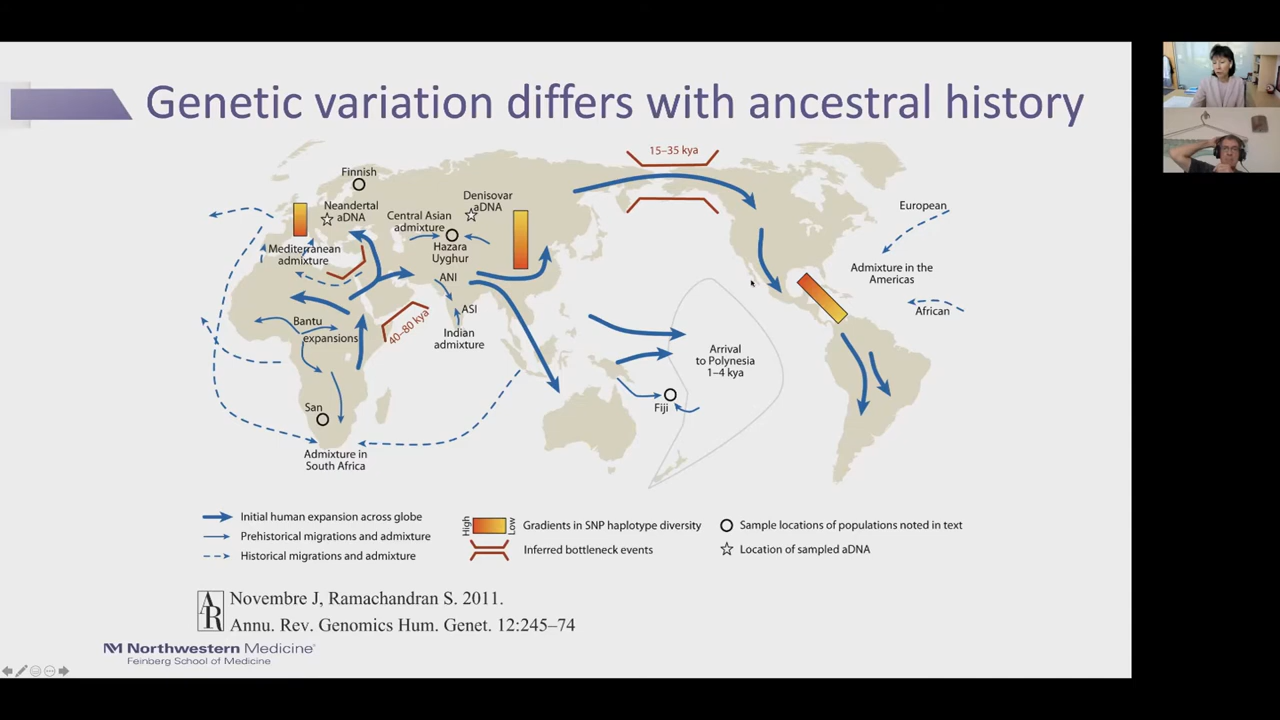 Genetic variation differs with ancestral history
15–35 kya
Finnish
Neandertal
aDNA
Denisovar
aDNA
Central Asian
admixture
Hazara
Uyghur
Mediterranean
admixture
ANI
ASI
Indian
admixture
40–80 kya
Bantu
expansions
San
Admixture in
South Africa
Arrival
to Polynesia
1–4 kya
Fiji
European
Admixture in the
Americas
African
Initial human expansion across globe
Prehistorical migrations and admixture
Historical migrations and admixture
High
Low
Gradients in SNP haplotype diversity
Inferred bottleneck events
Sample locations of populations noted in text
Location of sampled aDNA
AR
Novembre J, Ramachandran S. 2011.
Annu. Rev. Genomics Hum. Genet. 12:245–74
Northwestern Medicine®
Feinberg School of Medicine